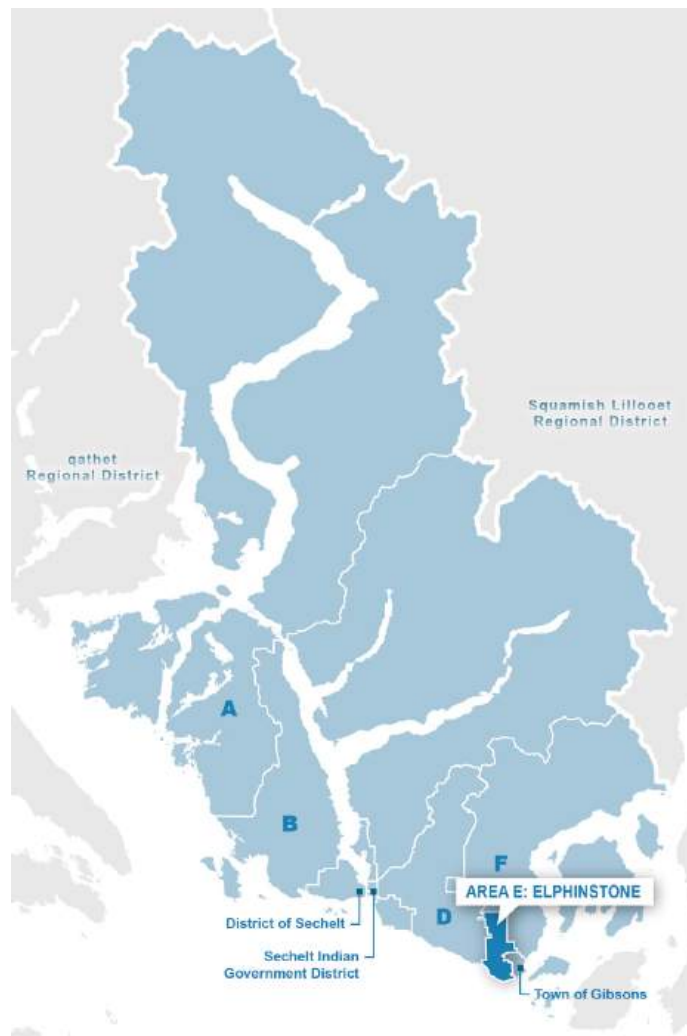 Squamish Lillooet
Regional District
qathet
Regional District
A
B
F
AREA E: ELPHINSTONE
D
District of Sechelt
Sechelt Indian
Government District
Town of Gibsons